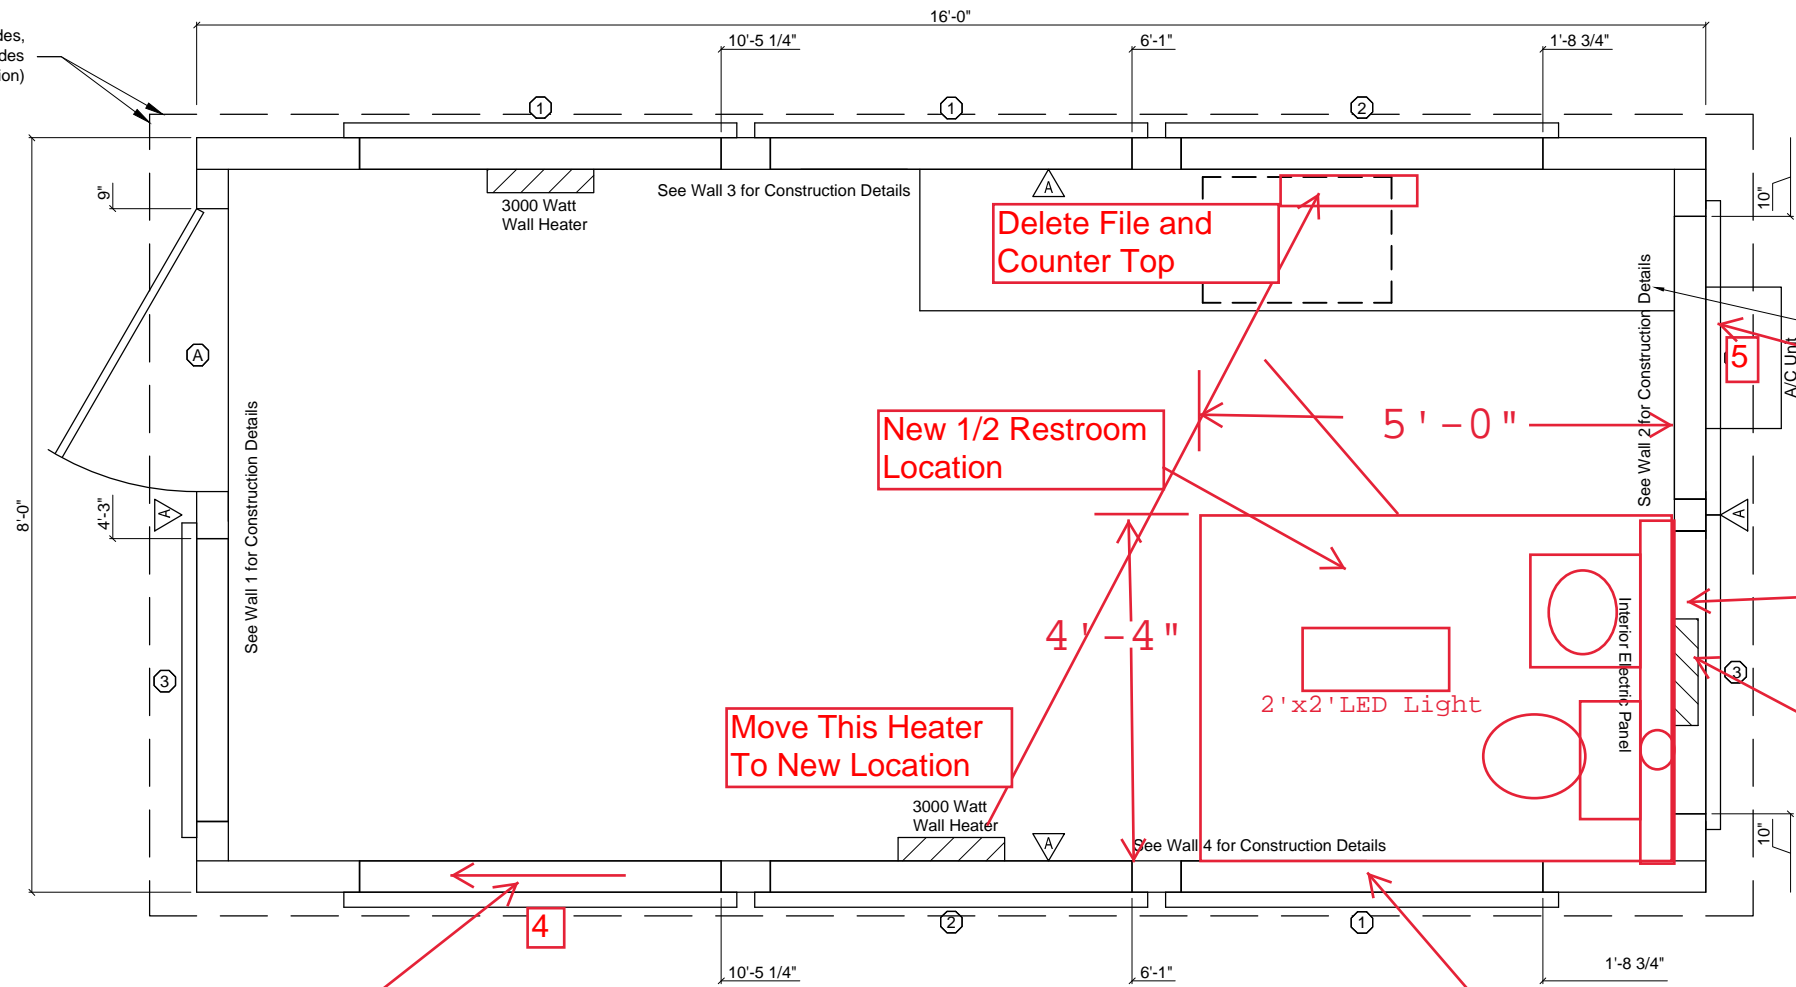 16'-0"
10'-5 1/4"
6'-1"
1'-8 3/4"
des,
des
ion)
1
1
2
9"
10"
3000 Watt
Wall Heater
See Wall 3 for Construction Details
A
Delete File and
Counter Top
See Wall 2 for Construction Details
A
5
A/C Unit
New 1/2 Restroom
Location
5'-0"
See Wall 1 for Construction Details
8'-0"
4'-3"
A
A
4'-4"
Interior Electric Panel
3
3
2'x2'LED Light
Move This Heater
To New Location
3000 Watt
Wall Heater
A
See Wall 4 for Construction Details
10"
4
2
1
10'-5 1/4"
6'-1"
1'-8 3/4"